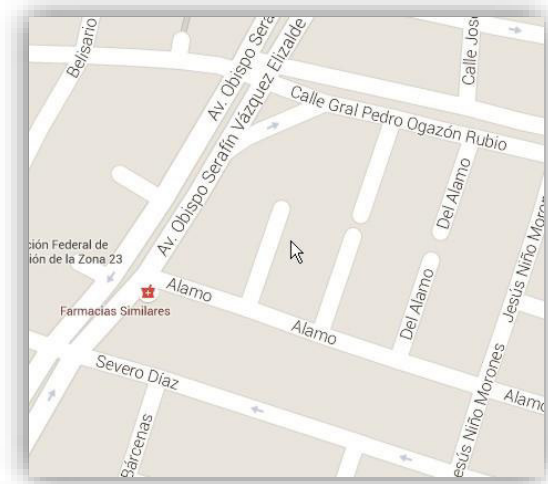 Belisario
Av. Obispo Sera
Calle Jos
Av. Obispo Serafín Vázquez Elizalde
Calle Gral Pedro Ogazón Rubio
Del Alamo
Jesús Niño Moron
ción Federal de
ión de la Zona 23
Alamo
Farmacias Similares
Alamo
Del Alamo
Severo Díaz
Jesús Niño Morones
Alamo
Bárcenas